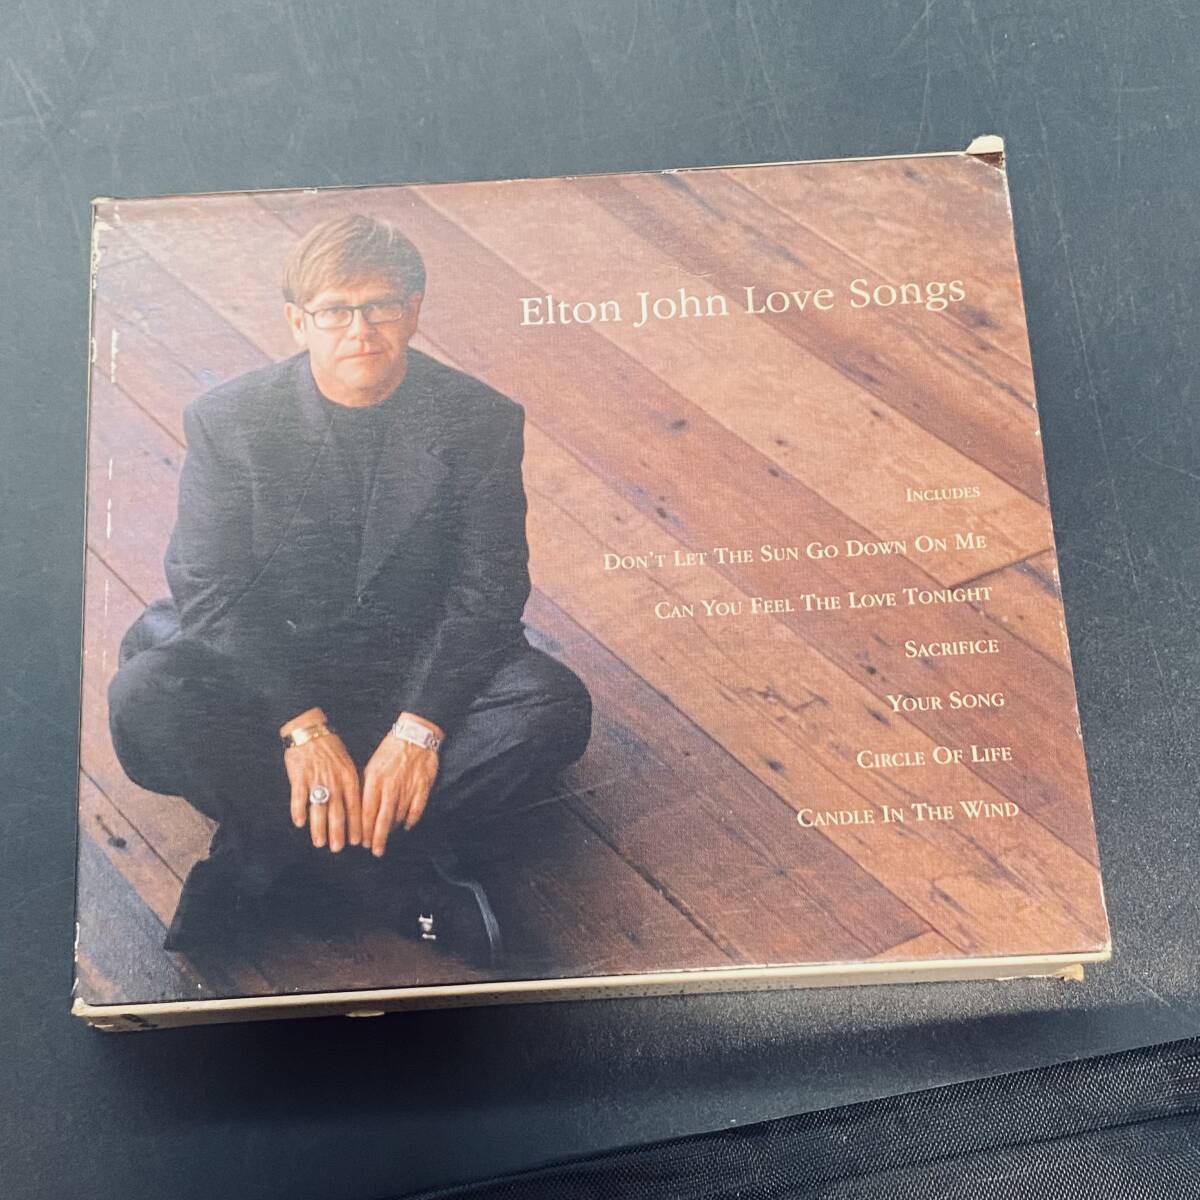 Elton John Love Songs
INCLUDES
DON'T LET THE SUN GO DOWN ON ME
CAN YOU FEEL THE LOVE TONIGHT
SACRIFICE
YOUR SONG
CIRCLE OF LIFE
CANDLE IN THE WIND